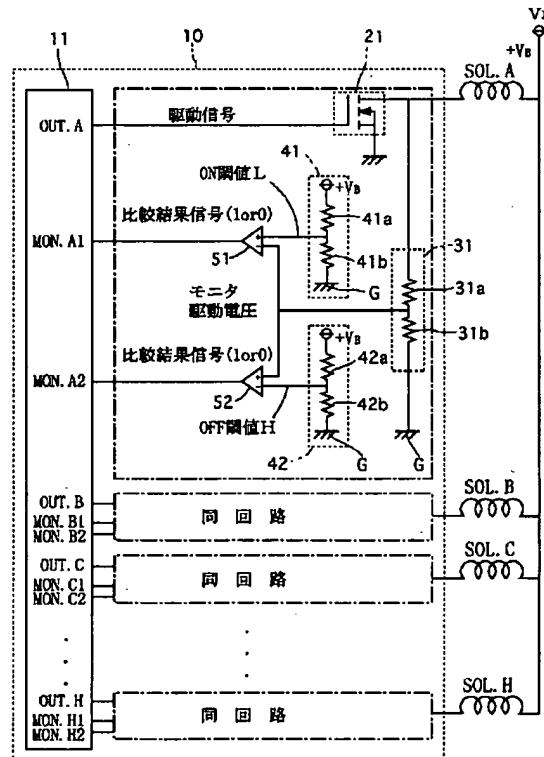 11
10
21
+VB
SOL.A
OUT.A
駆動信号
ON閾値L
41
+VB
比較結果信号(1or0)
41a
MON.A1
51
41b
31
モニタ
駆動電圧
G
31a
31b
+VB
比較結果信号(1or0)
42a
MON.A2
52
42b
OFF閾値H
G
G
42
SOL.B
OUT.B
MON.B1
MON.B2
同回路
SOL.C
OUT.C
MON.C1
MON.C2
同回路
SOL.H
OUT.H
MON.H1
MON.H2
同回路